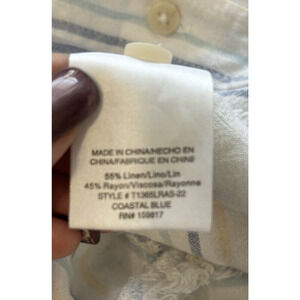 MADE IN CHINA/HECHO EN
CHINA/FABRIQUE EN CHINE
55% Linen/Lino/Lin
45% Rayon/Viscosa/Rayonne
STYLE # T1365LRAS-22
COASTAL BLUE
RN# 159817